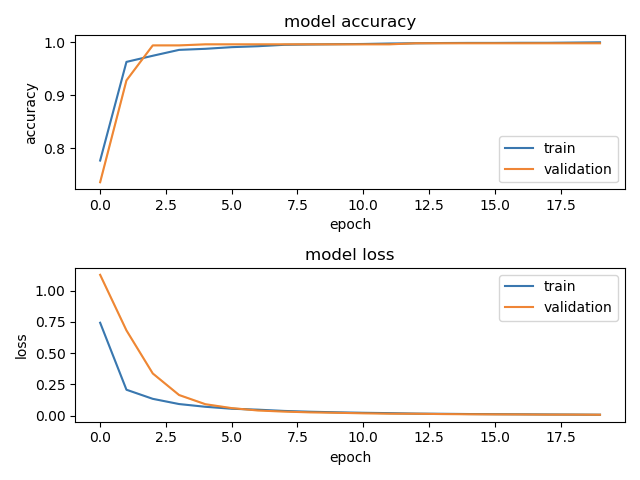 model accuracy
1.0
0.9
0.8
accuracy
train
validation
0.0 2.5 5.0 7.5 10.0 12.5 15.0 17.5
epoch
model loss
1.00
0.75
0.50
0.25
0.00
loss
train
validation
0.0 2.5 5.0 7.5 10.0 12.5 15.0 17.5
epoch